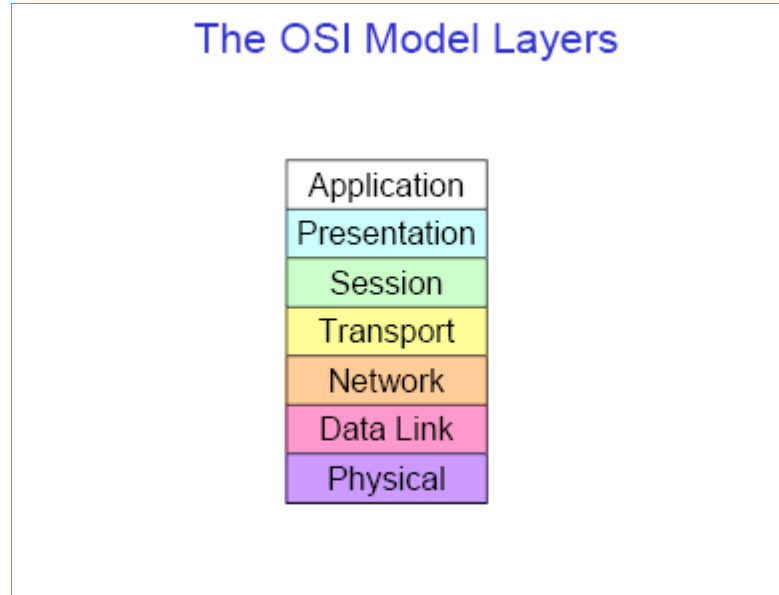 The OSI Model Layers
Application
Presentation
Session
Transport
Network
Data Link
Physical